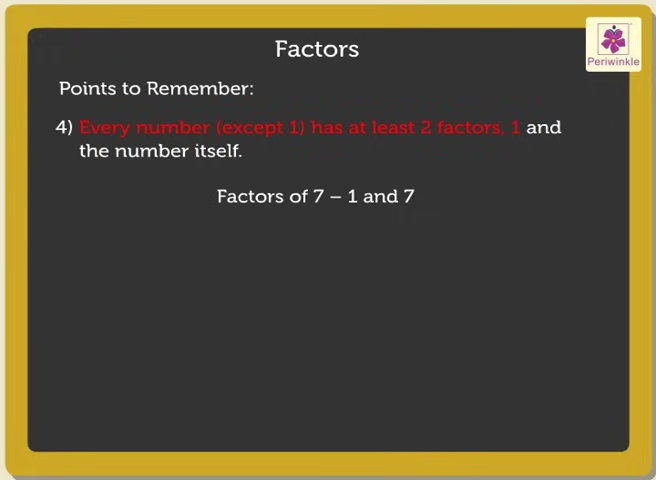 Factors
Periwinkle
Points to Remember:
4) Every number (except 1) has at least 2 factors, 1 and
the number itself.
Factors of 7 – 1 and 7